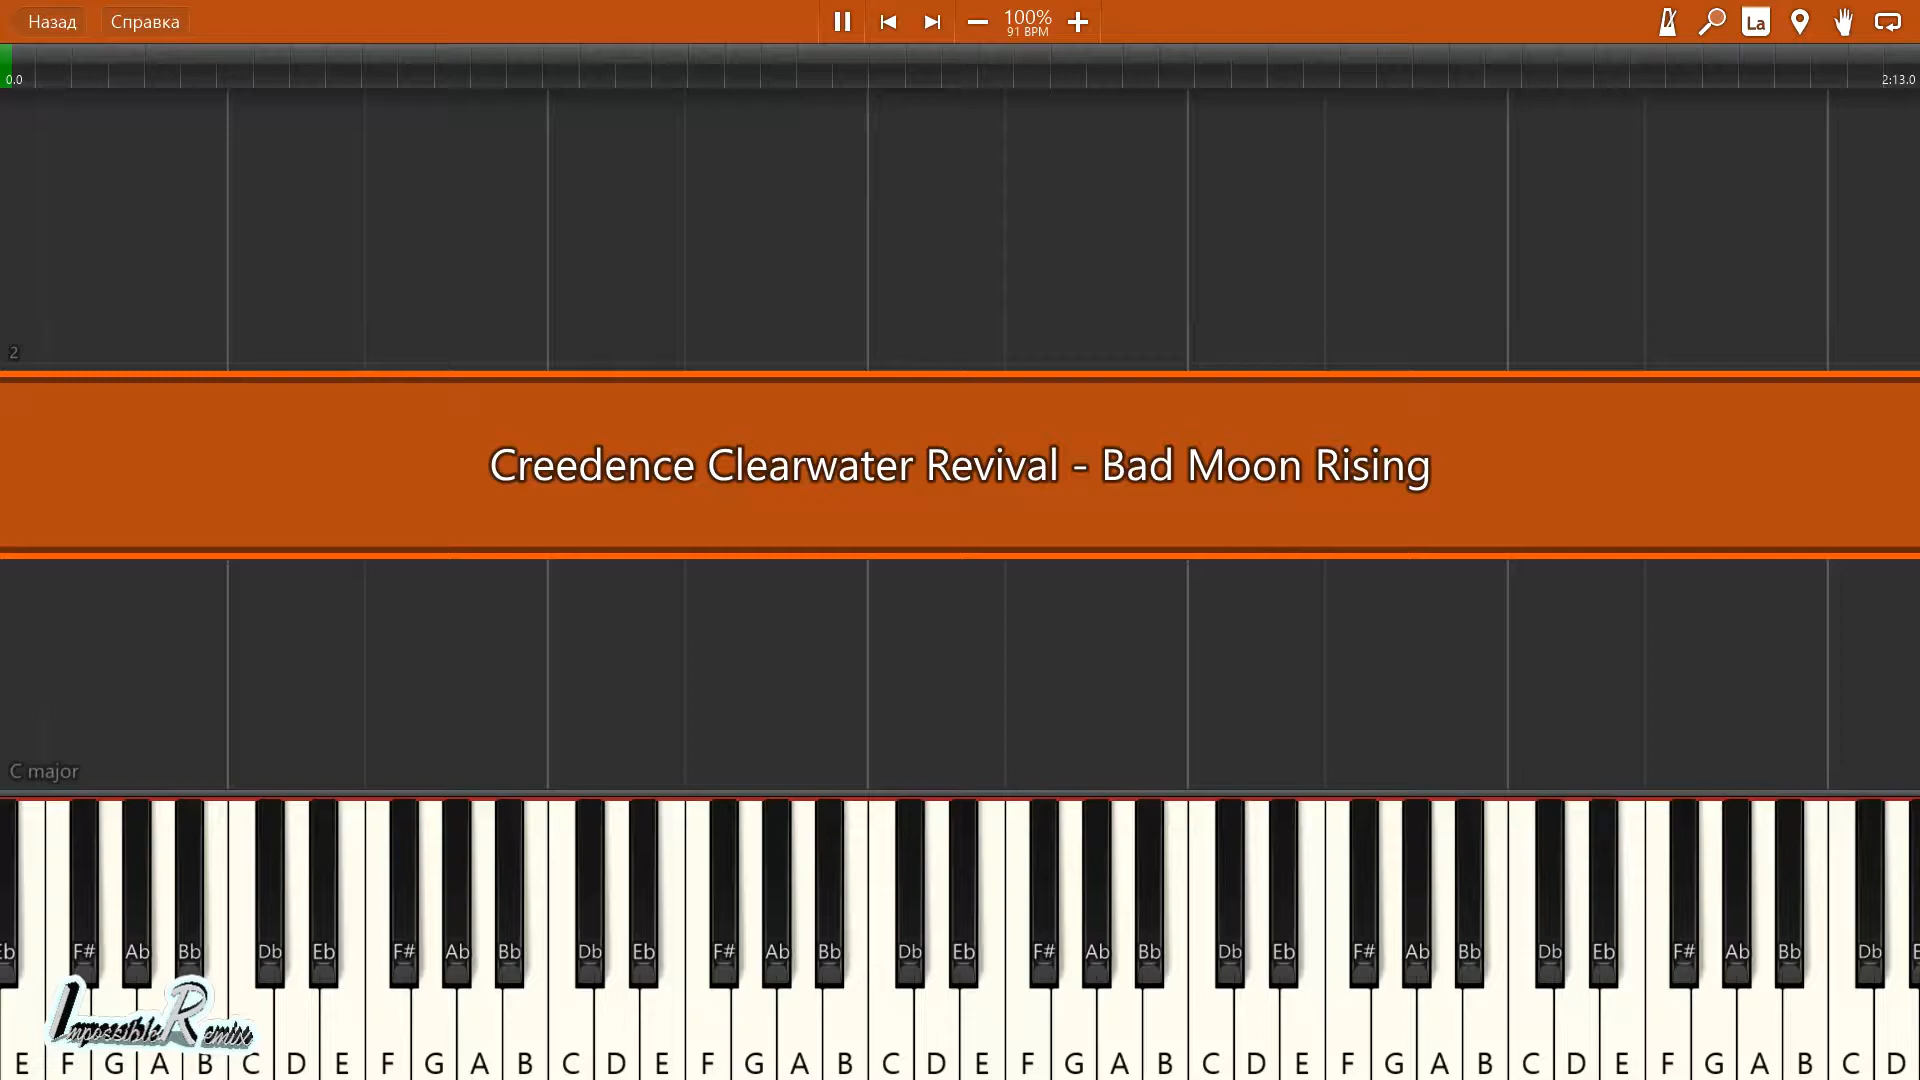 Назад Справка 100% 91 BPM La
0.0 2:13.0
2
Creedence Clearwater Revival - Bad Moon Rising
C major
Eb F# Ab Bb Db Eb F# Ab Bb Db Eb F# Ab Bb Db Eb F# Ab Bb Db Eb F# Ab Bb Db Eb F# Ab Bb Db E
Impossible Remix
E F G A B C D E F G A B C D E F G A B C D E F G A B C D E F G A B C D E F G A B C D